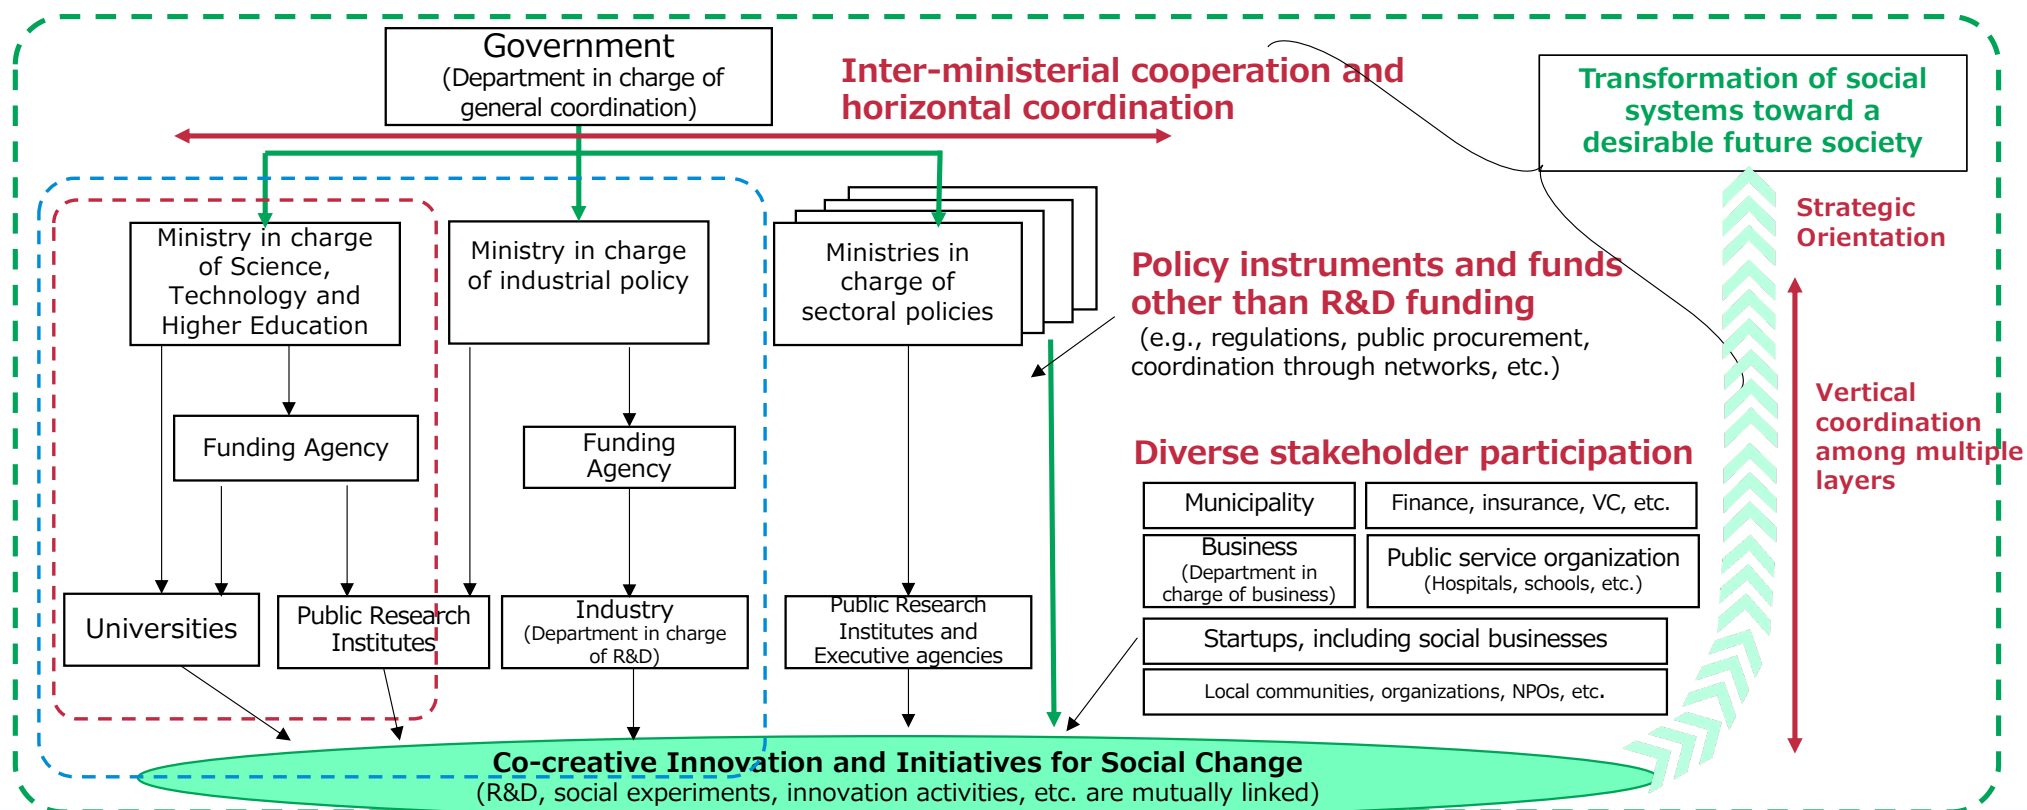 Government
(Department in charge of
general coordination)
Inter-ministerial cooperation and
horizontal coordination
Transformation of social
systems toward a
desirable future society
Strategic
Orientation
Ministry in charge
of Science,
Technology and
Higher Education
Ministry in charge
of industrial policy
Ministries in
charge of
sectoral policies
Policy instruments and funds
other than R&D funding
(e.g., regulations, public procurement,
coordination through networks, etc.)
Vertical
coordination
among multiple
layers
Funding Agency
Funding
Agency
Diverse stakeholder participation
Municipality
Finance, insurance, VC, etc.
Business
(Department in
charge of business)
Public service organization
(Hospitals, schools, etc.)
Startups, including social businesses
Local communities, organizations, NPOs, etc.
Universities
Public Research
Institutes
Industry
(Department in charge
of R&D)
Public Research
Institutes and
Executive agencies
Co-creative Innovation and Initiatives for Social Change
(R&D, social experiments, innovation activities, etc. are mutually linked)